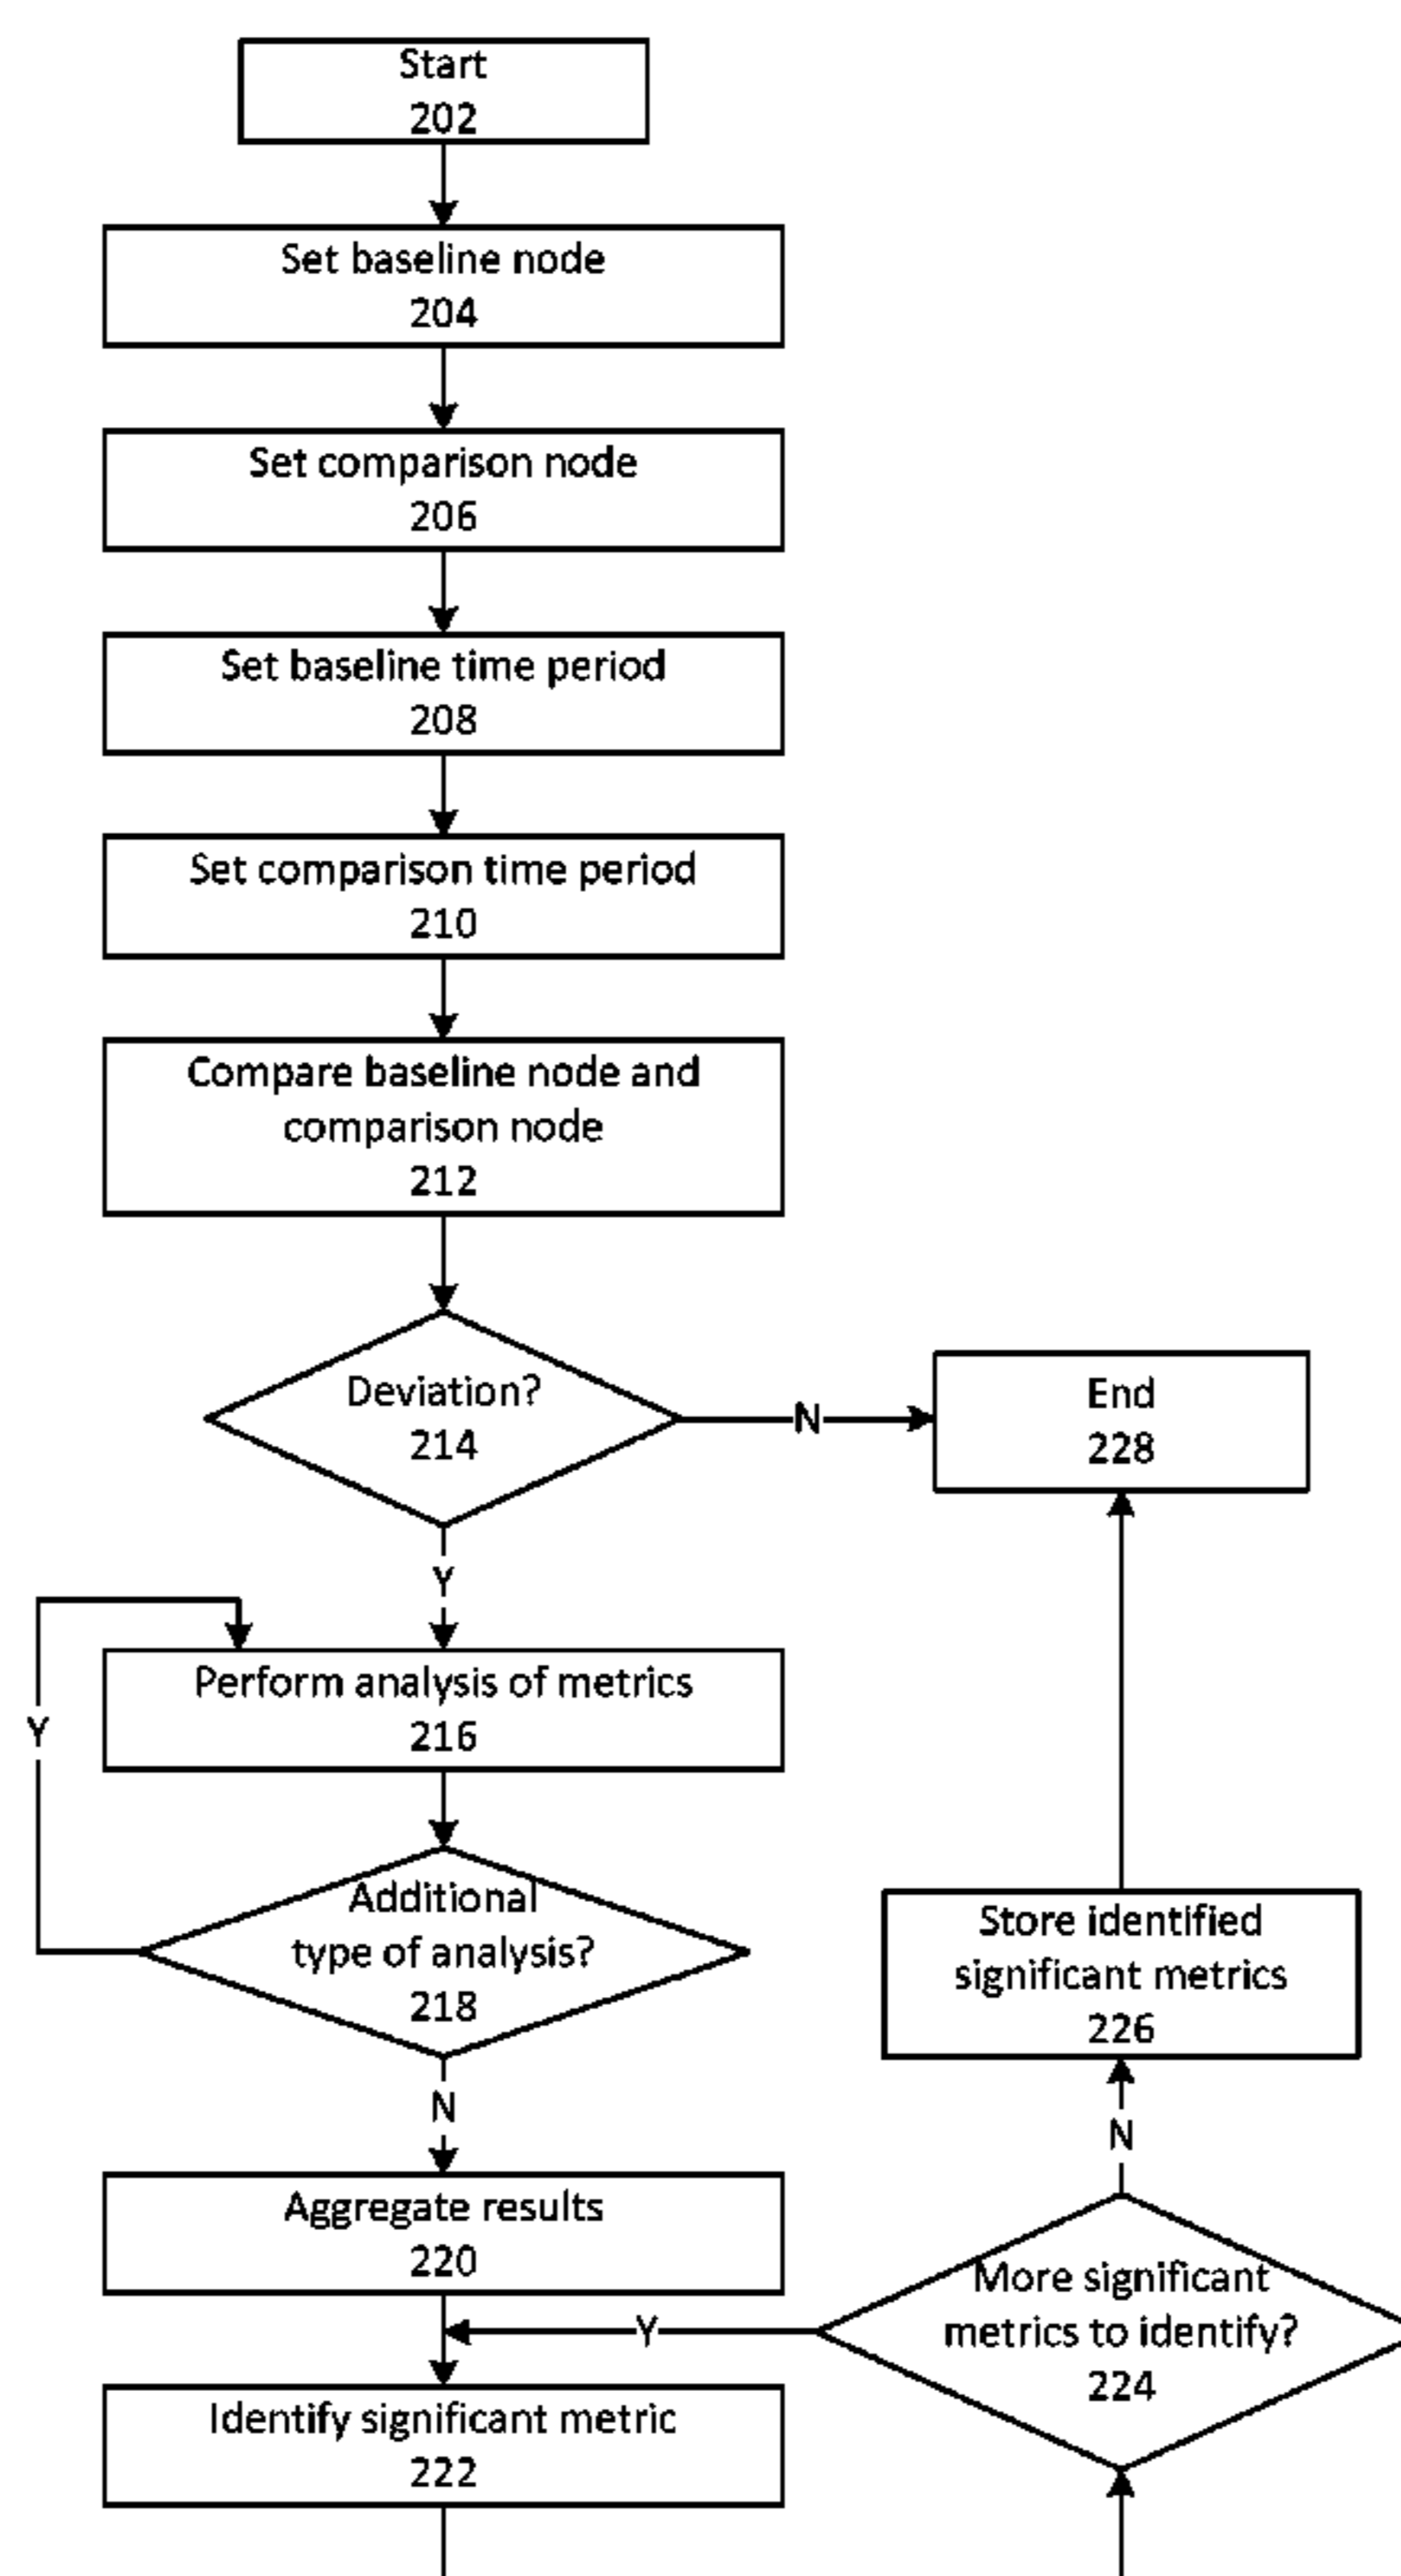 Start
202
Set baseline node
204
Set comparison node
206
Set baseline time period
208
Set comparison time period
210
Compare baseline node and
comparison node
212
Deviation?
214
N
End
228
Y
Perform analysis of metrics
216
Y
Additional
type of analysis?
218
N
Aggregate results
220
Store identified
significant metrics
226
N
More significant
metrics to identify?
224
Y
Identify significant metric
222